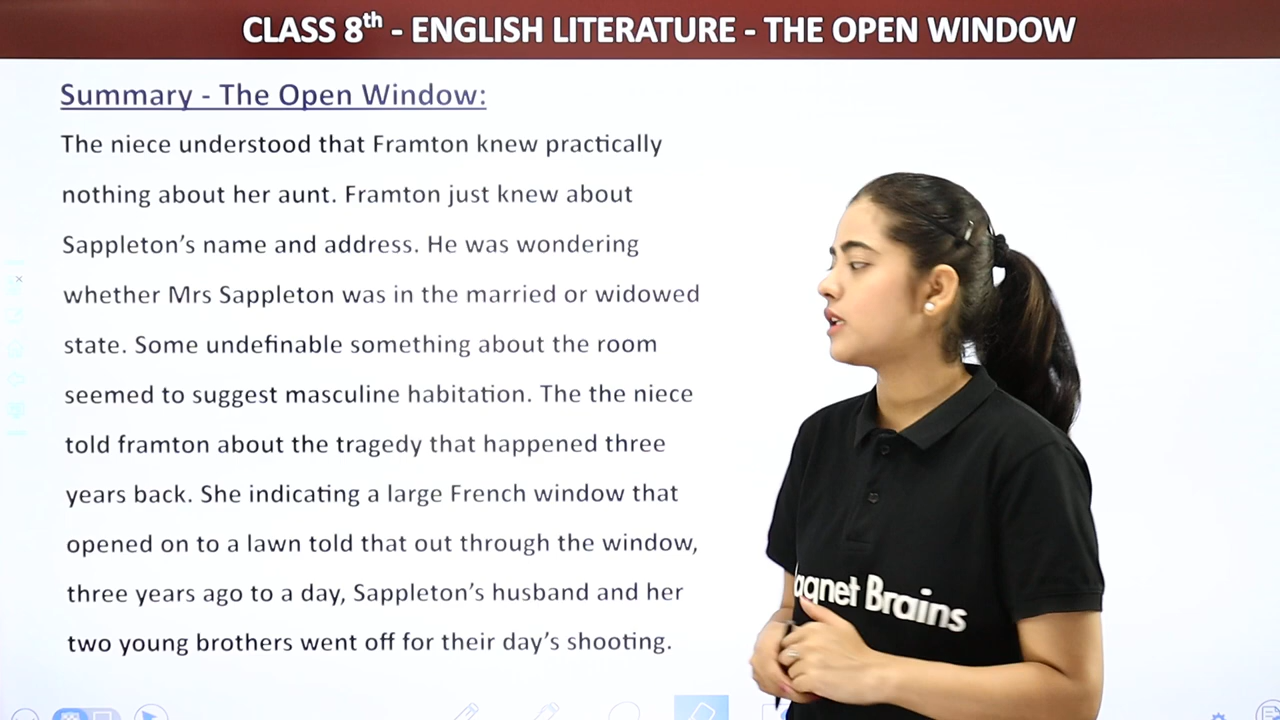 CLASS 8th - ENGLISH LITERATURE - THE OPEN WINDOW
Summary - The Open Window:
The niece understood that Framton knew practically
nothing about her aunt. Framton just knew about
Sappleton’s name and address. He was wondering
whether Mrs Sappleton was in the married or widowed
state. Some undefinable something about the room
seemed to suggest masculine habitation. The the niece
told framton about the tragedy that happened three
years back. She indicating a large French window that
opened on to a lawn told that out through the window,
three years ago to a day, Sappleton’s husband and her
two young brothers went off for their day’s shooting.
agnet Brains